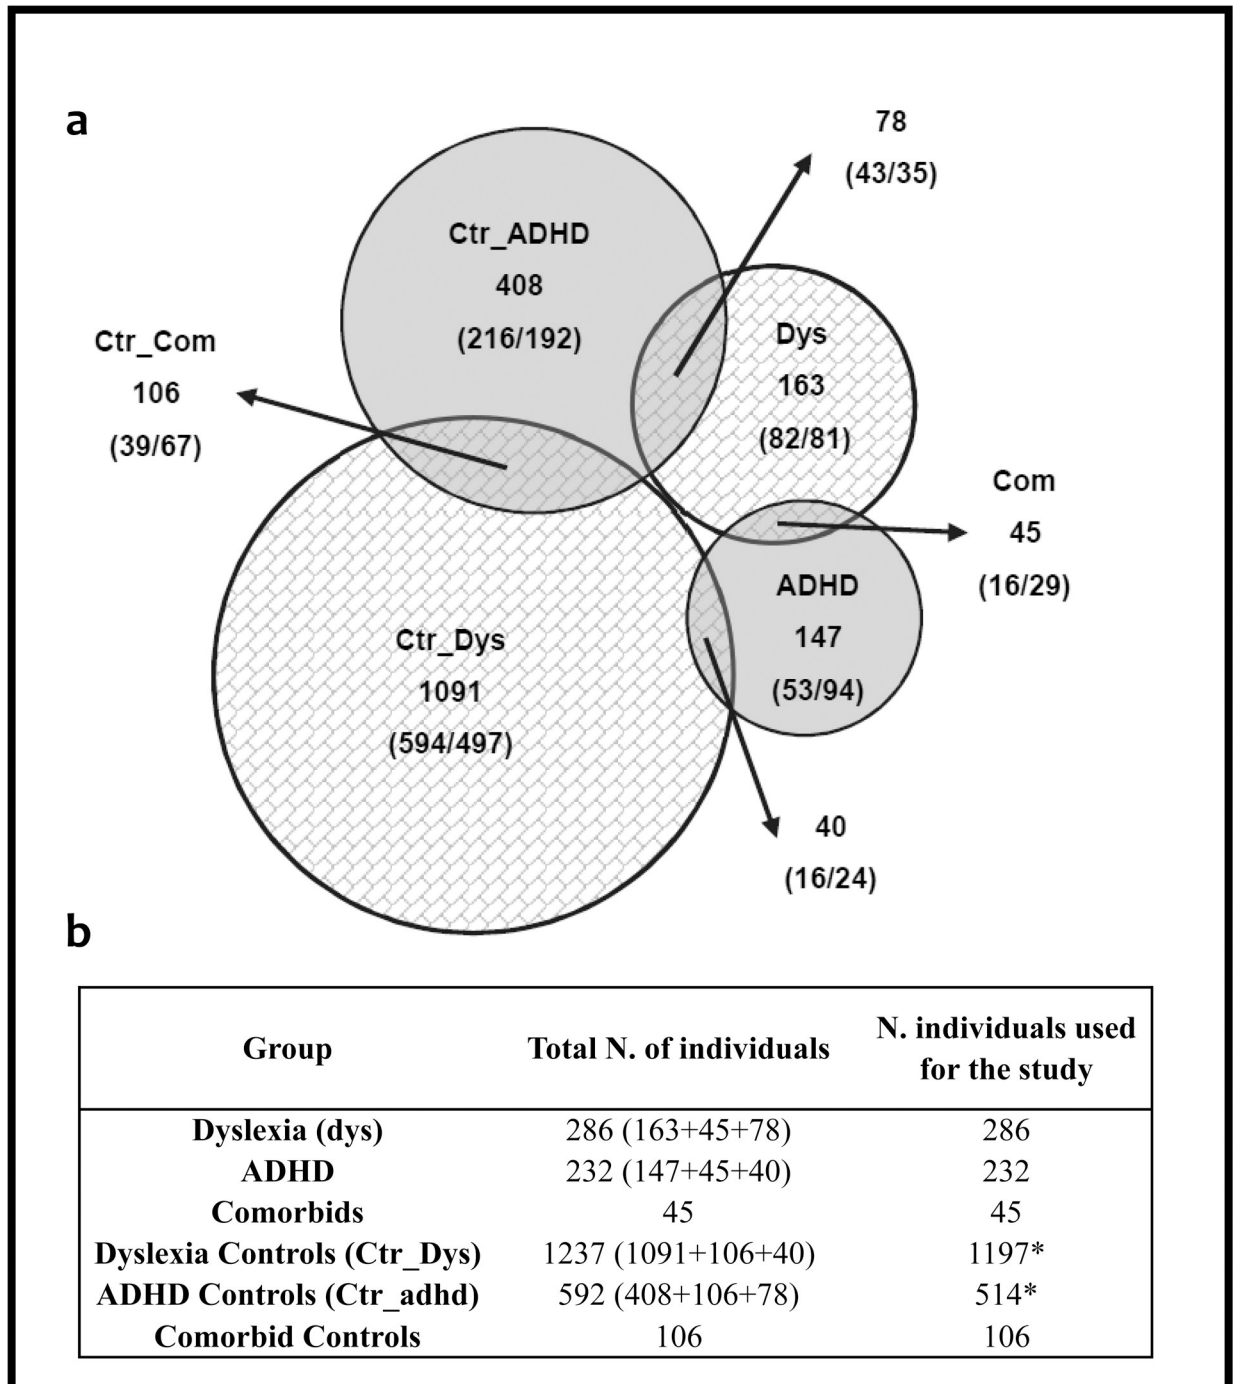 a
78
(43/35)
Ctr_ADHD
408
(216/192)
Ctr_Com
106
(39/67)
Dys
163
(82/81)
Com
45
(16/29)
ADHD
147
(53/94)
Ctr_Dys
1091
(594/497)
40
(16/24)
b
Group Total N. of individuals N. individuals used
for the study
Dyslexia (dys) 286 (163+45+78) 286
ADHD 232 (147+45+40) 232
Comorbids 45 45
Dyslexia Controls (Ctr_Dys) 1237 (1091+106+40) 1197*
ADHD Controls (Ctr_adhd) 592 (408+106+78) 514*
Comorbid Controls 106 106